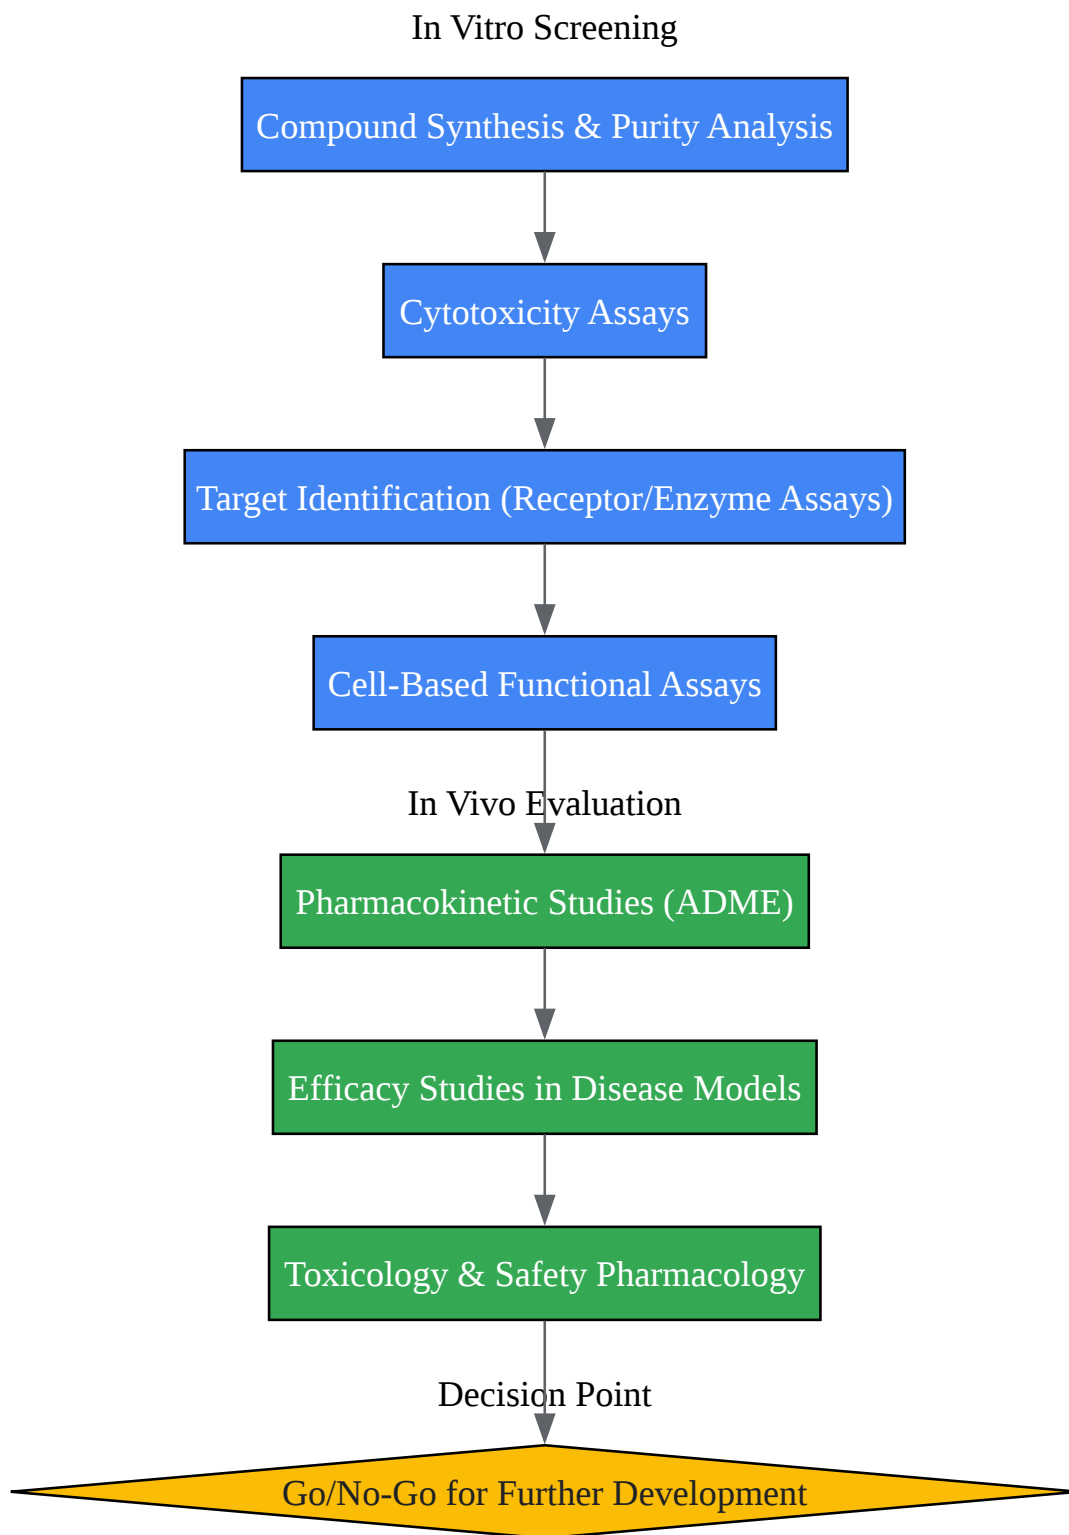 In Vitro Screening
Compound Synthesis & Purity Analysis
Cytotoxicity Assays
Target Identification (Receptor/Enzyme Assays)
Cell-Based Functional Assays
In Vivo Evaluation
Pharmacokinetic Studies (ADME)
Efficacy Studies in Disease Models
Toxicology & Safety Pharmacology
Decision Point
Go/No-Go for Further Development